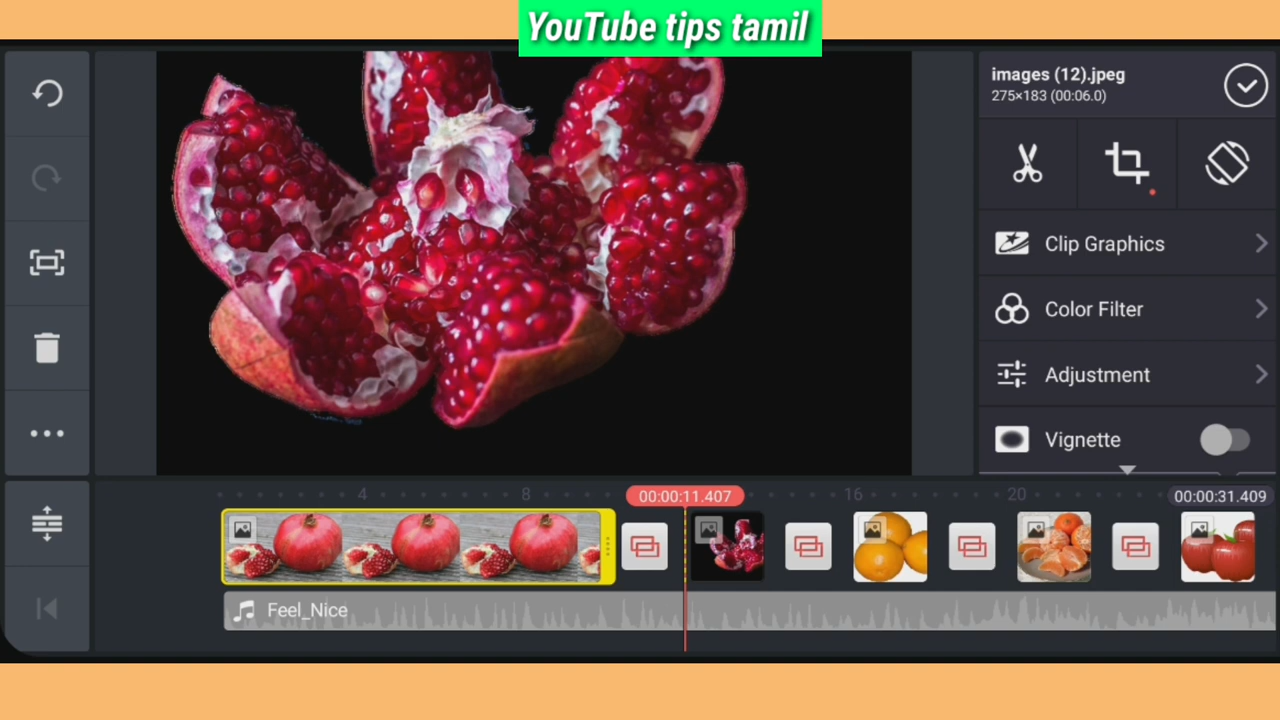 YouTube tips tamil
images (12).jpeg
275×183 (00:06.0)
Clip Graphics
Color Filter
Adjustment
Vignette
4
8
00:00:11.407
16
20
00:00:31.409
Feel_Nice